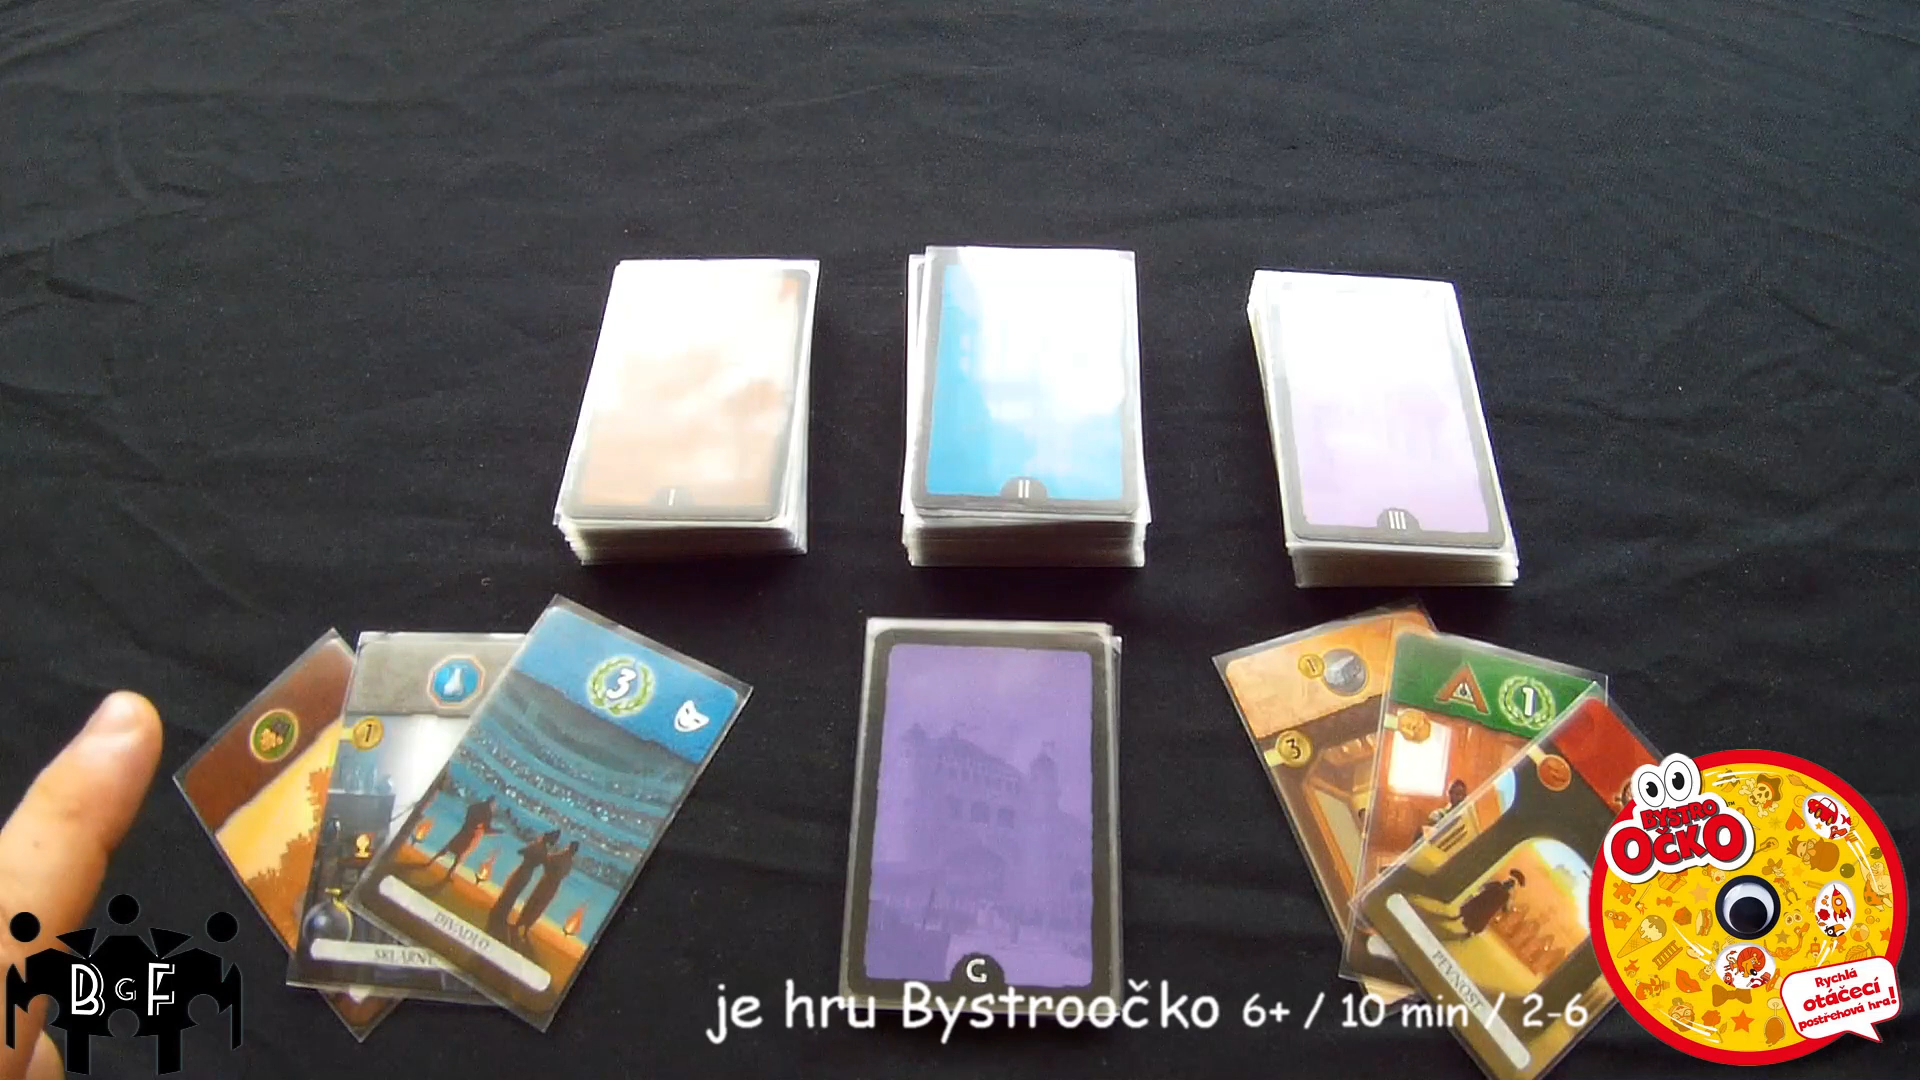 I
II
III
1
3
1
3
1
DIVADLO
SKLÁRNY
G
PEVNOST
BGF
je hru Bystroočko 6+ / 10 min / 2-6
BYSTRO
OČKO
Rychlá
otáčecí
postřehová hra!